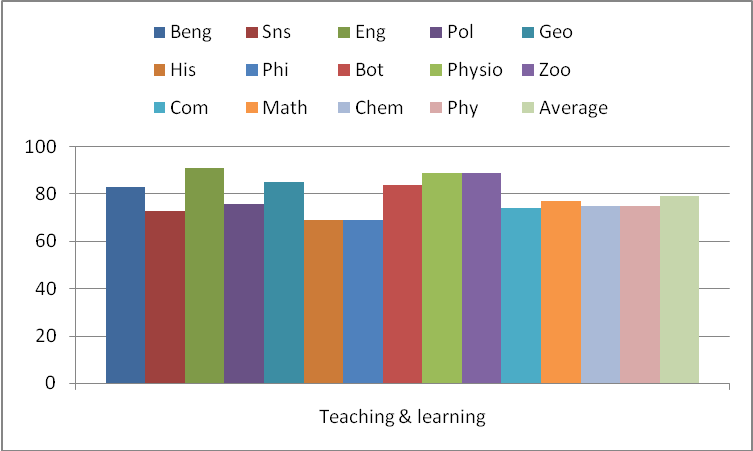 Beng Sns Eng Pol Geo
His Phi Bot Physio Zoo
Com Math Chem Phy Average
100
80
60
40
20
0
Teaching & learning